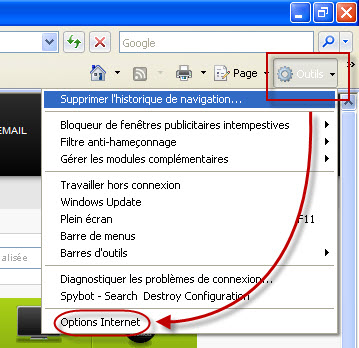 Google
Page
Outils
Supprimer l'historique de navigation...
EMAIL
Bloqueur de fenêtres publicitaires intempestives
Filtre anti-hameçonnage
Gérer les modules complémentaires
Travailler hors connexion
Windows Update
Plein écran F11
Barre de menus
alisée
Barres d'outils
Diagnostiquer les problèmes de connexion...
Spybot - Search Destroy Configuration
Options Internet